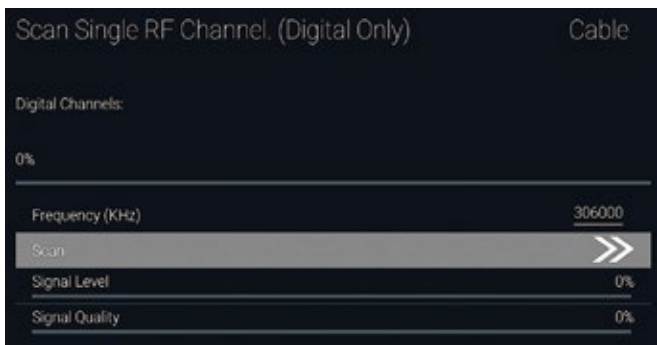 Scan Single RF Channel. (Digital Only) Cable
Digital Channels:
0%
Frequency (KHz) 306000
Scan
Signal Level 0%
Signal Quality 0%